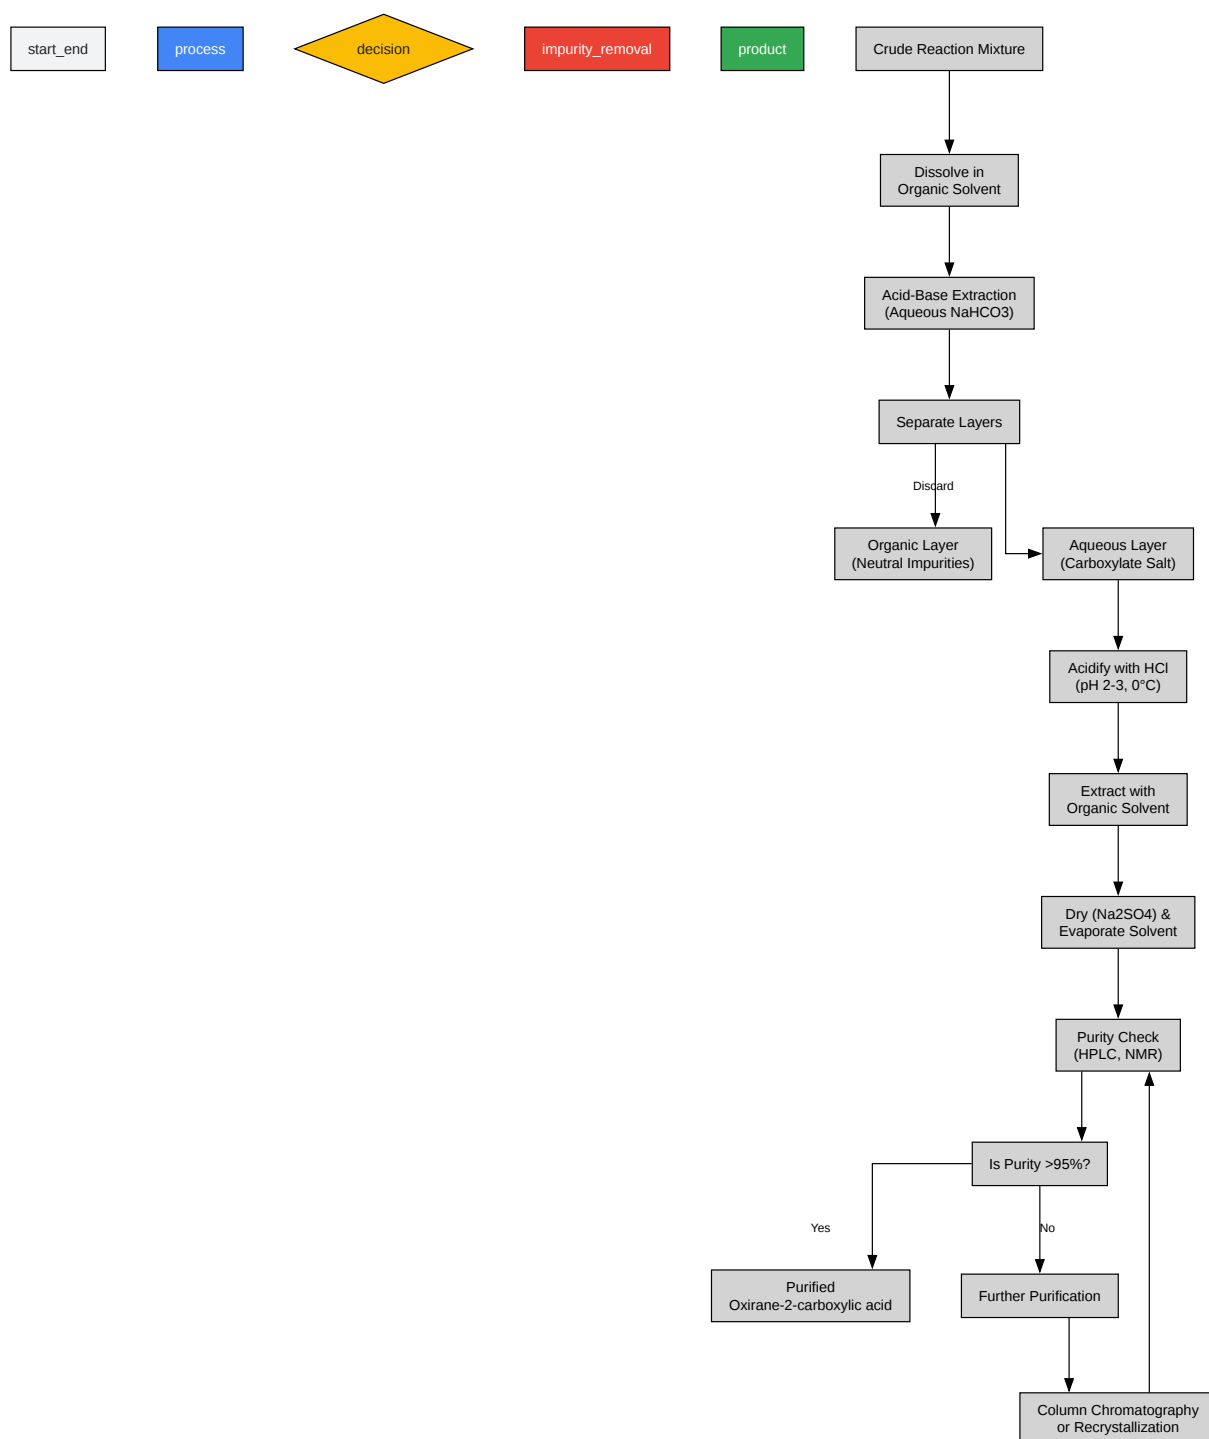 start_end
process
decision
impurity_removal
product
Crude Reaction Mixture
Dissolve in
Organic Solvent
Acid-Base Extraction
(Aqueous NaHCO3)
Separate Layers
Discard
Organic Layer
(Neutral Impurities)
Aqueous Layer
(Carboxylate Salt)
Acidify with HCl
(pH 2-3, 0°C)
Extract with
Organic Solvent
Dry (Na2SO4) &
Evaporate Solvent
Purity Check
(HPLC, NMR)
Is Purity >95%?
Yes
No
Purified
Oxirane-2-carboxylic acid
Further Purification
Column Chromatography
or Recrystallization